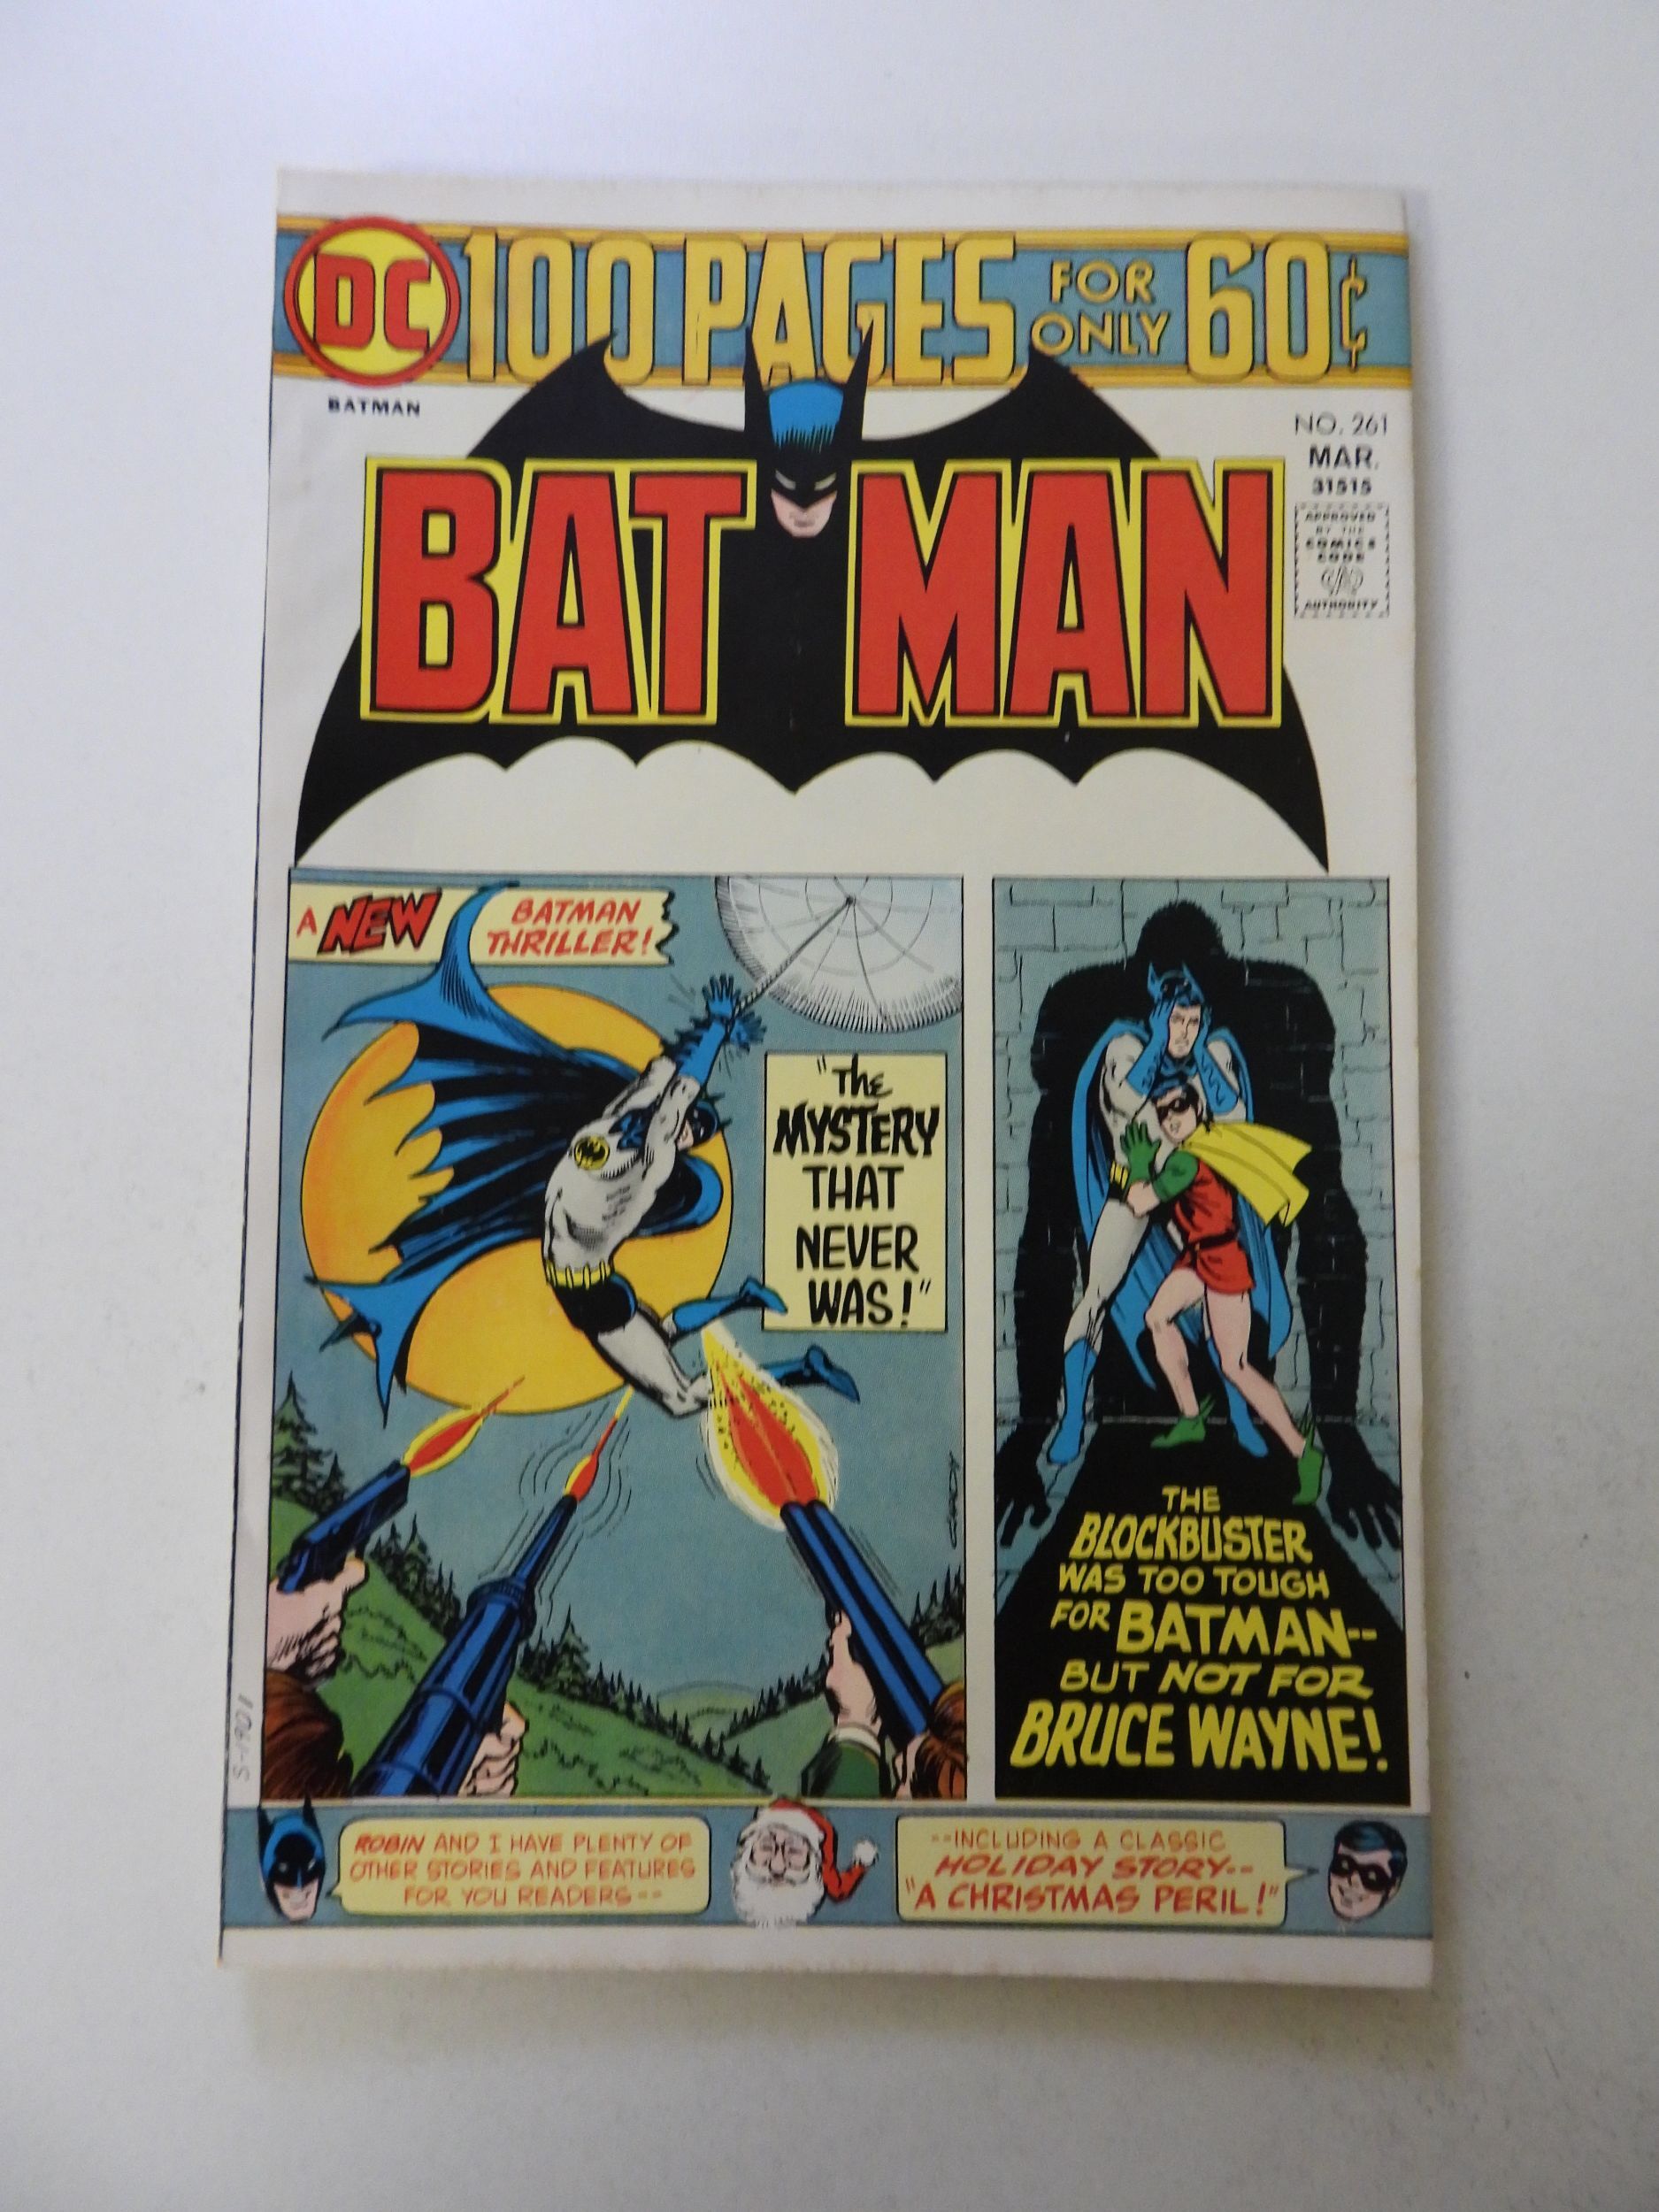 DC
100 PAGES FOR ONLY 60¢
BATMAN
NO. 261
MAR.
31515
APPROVED
BY THE
COMICS
CODE
CA
AUTHORITY
BATMAN
A NEW BATMAN THRILLER!
"The
MYSTERY
THAT
NEVER
WAS!"
THE
BLOCKBUSTER
WAS TOO TOUGH
FOR BATMAN--
BUT NOT FOR
BRUCE WAYNE!
ROBIN AND I HAVE PLENTY OF
OTHER STORIES AND FEATURES
FOR YOU READERS--
--INCLUDING A CLASSIC
HOLIDAY STORY--
"A CHRISTMAS PERIL!"